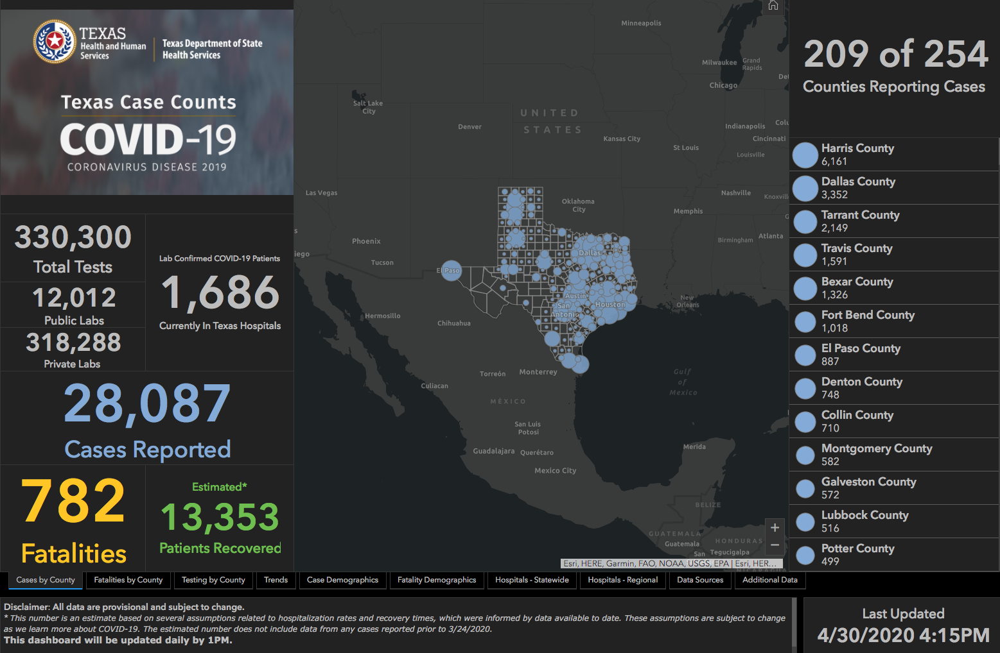 TEXAS
Health and Human
Services
Texas Department of State
Health Services
Texas Case Counts
COVID-19
CORONAVIRUS DISEASE 2019
330,300
Total Tests
12,012
Public Labs
318,288
Private Labs
Lab Confirmed COVID-19 Patients
1,686
Currently In Texas Hospitals
28,087
Cases Reported
782
Fatalities
Estimated*
13,353
Patients Recovered
Minneapolis
Milwaukee
Grand
Rapids
Chicago
Det
Salt Lake
City
UNITED
STATES
Denver
Indianapolis
Colu
Kansas City
Cincinnati
St Louis
Louisville
Las Vegas
Nashville
Knoxvill
Oklahoma
City
Memphis
Phoenix
Birmingham
Atlanta
iego
Tucson
Dallas
El Paso
Austin
Houston
San
Antonio
New
Orleans
Hermosillo
Chihuahua
Torreón
Monterrey
Gulf
of
Mexico
Culiacan
MÉXICO
San Luis
Potosi
Merida
Guadalajara
Querétaro
Mexico City
BELIZE
GUATEMALA
Guatemala
HONDURAS
Tegucigalpa
San
NICARAGUA
+
−
Esri, HERE, Garmin, FAO, NOAA, USGS, EPA | Esri, HER...
209 of 254
Counties Reporting Cases
Harris County
6,161
Dallas County
3,352
Tarrant County
2,149
Travis County
1,591
Bexar County
1,326
Fort Bend County
1,018
El Paso County
887
Denton County
748
Collin County
710
Montgomery County
582
Galveston County
572
Lubbock County
516
Potter County
499
Cases by County
Fatalities by County
Testing by County
Trends
Case Demographics
Fatality Demographics
Hospitals - Statewide
Hospitals - Regional
Data Sources
Additional Data
Disclaimer: All data are provisional and subject to change.
* This number is an estimate based on several assumptions related to hospitalization rates and recovery times, which were informed by data available to date. These assumptions are subject to change
as we learn more about COVID-19. The estimated number does not include data from any cases reported prior to 3/24/2020.
This dashboard will be updated daily by 1PM.
Last Updated
4/30/2020 4:15PM